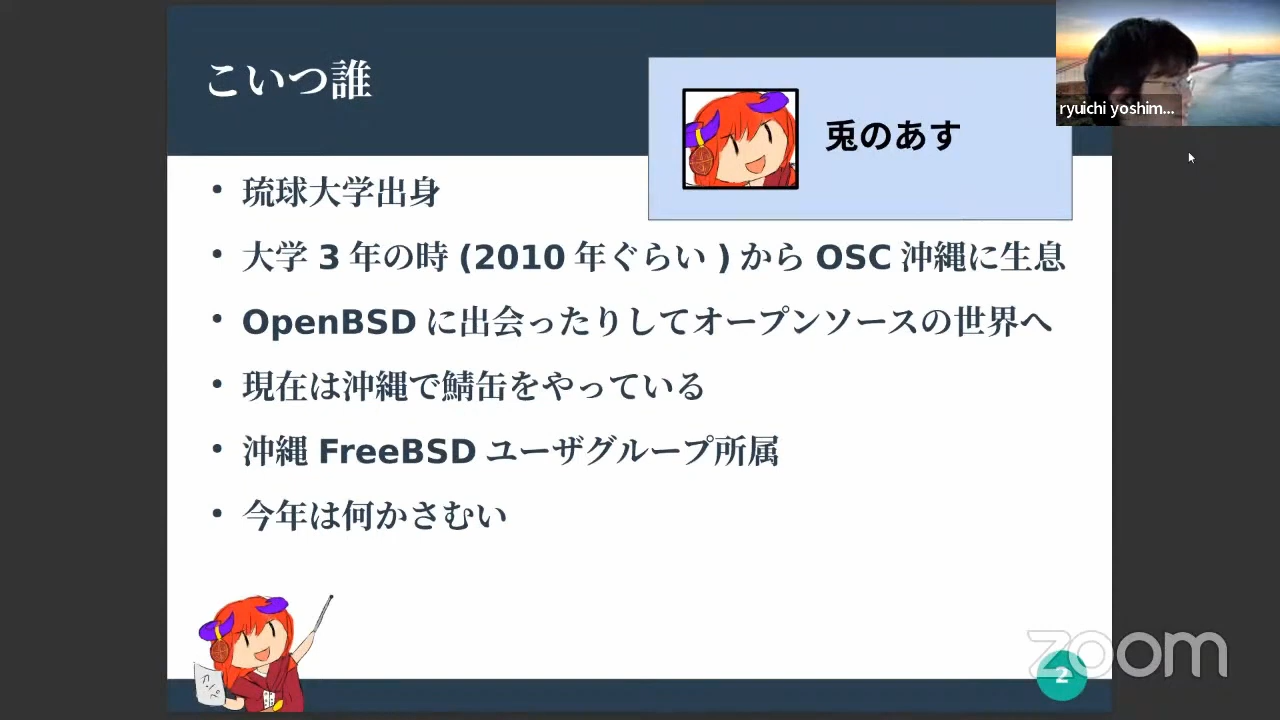 こいつ誰
兎のあす
ryuichi yoshim...
• 琉球大学出身
• 大学 3 年の時 (2010 年ぐらい ) から OSC 沖縄に生息
• OpenBSD に出会ったりしてオープンソースの世界へ
• 現在は沖縄で鯖缶をやっている
• 沖縄 FreeBSD ユーザグループ所属
• 今年は何かさむい
カンペ
zoom
2